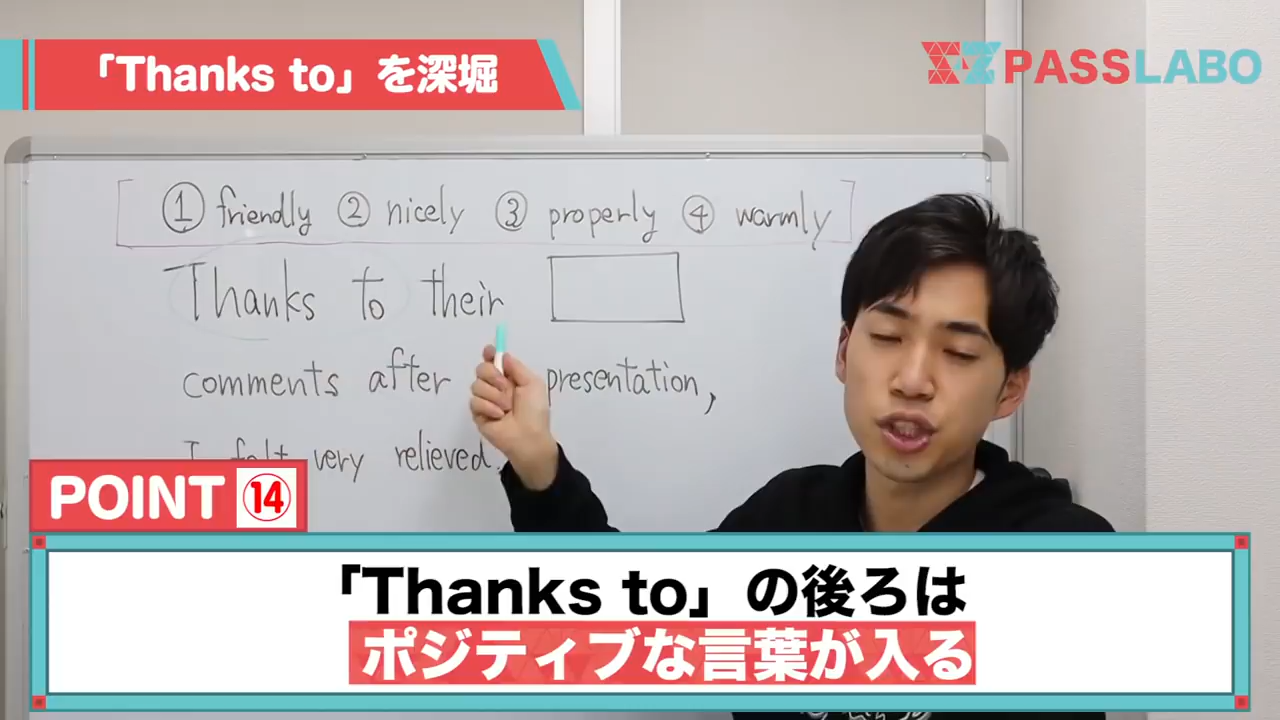 「Thanks to」を深堀
PASSLABO
① friendly ② nicely ③ properly ④ warmly
Thanks to their
comments after presentation,
I felt very relieved.
POINT ⑭
「Thanks to」の後ろは
ポジティブな言葉が入る